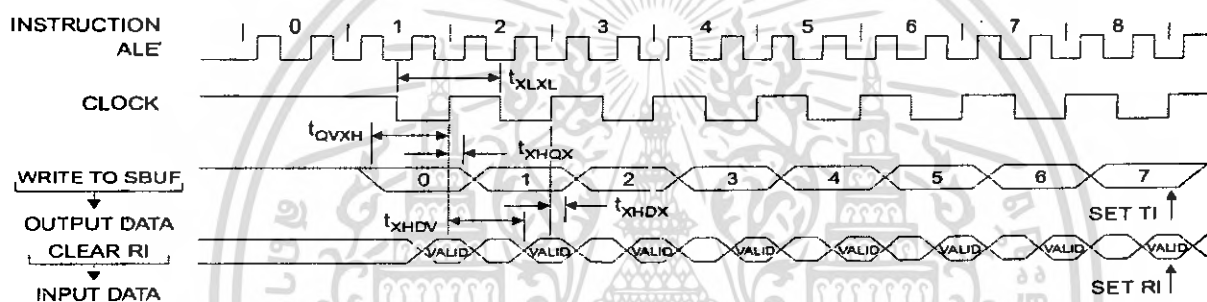 INSTRUCTION 0 1 2 3 4 5 6 7 8
ALE
tXLXL
CLOCK
tQVXH
tXHQX
WRITE TO SBUF 0 1 2 3 4 5 6 7
tXHDX
SET TI
OUTPUT DATA
tXHDV
CLEAR RI VALID VALID VALID VALID VALID VALID VALID VALID
SET RI
INPUT DATA